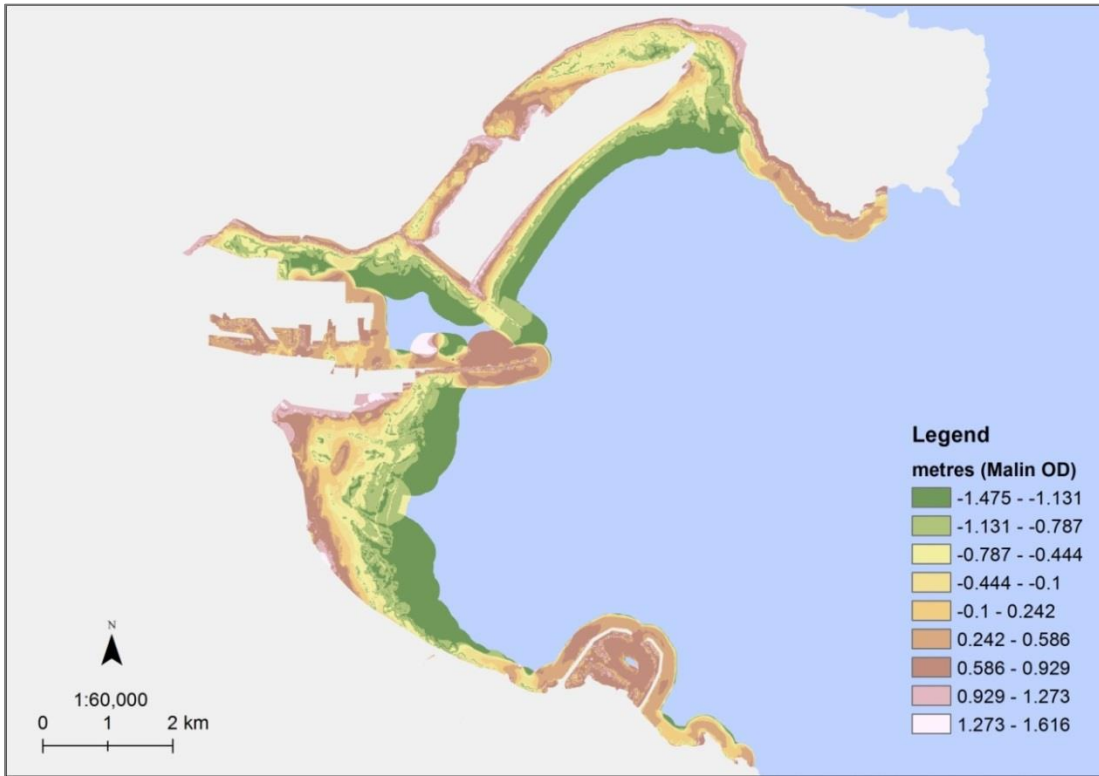 Legend
metres (Malin OD)
-1.475 - -1.131
-1.131 - -0.787
-0.787 - -0.444
-0.444 - -0.1
-0.1 - 0.242
0.242 - 0.586
0.586 - 0.929
0.929 - 1.273
1.273 - 1.616
N
1:60,000
0 1 2 km